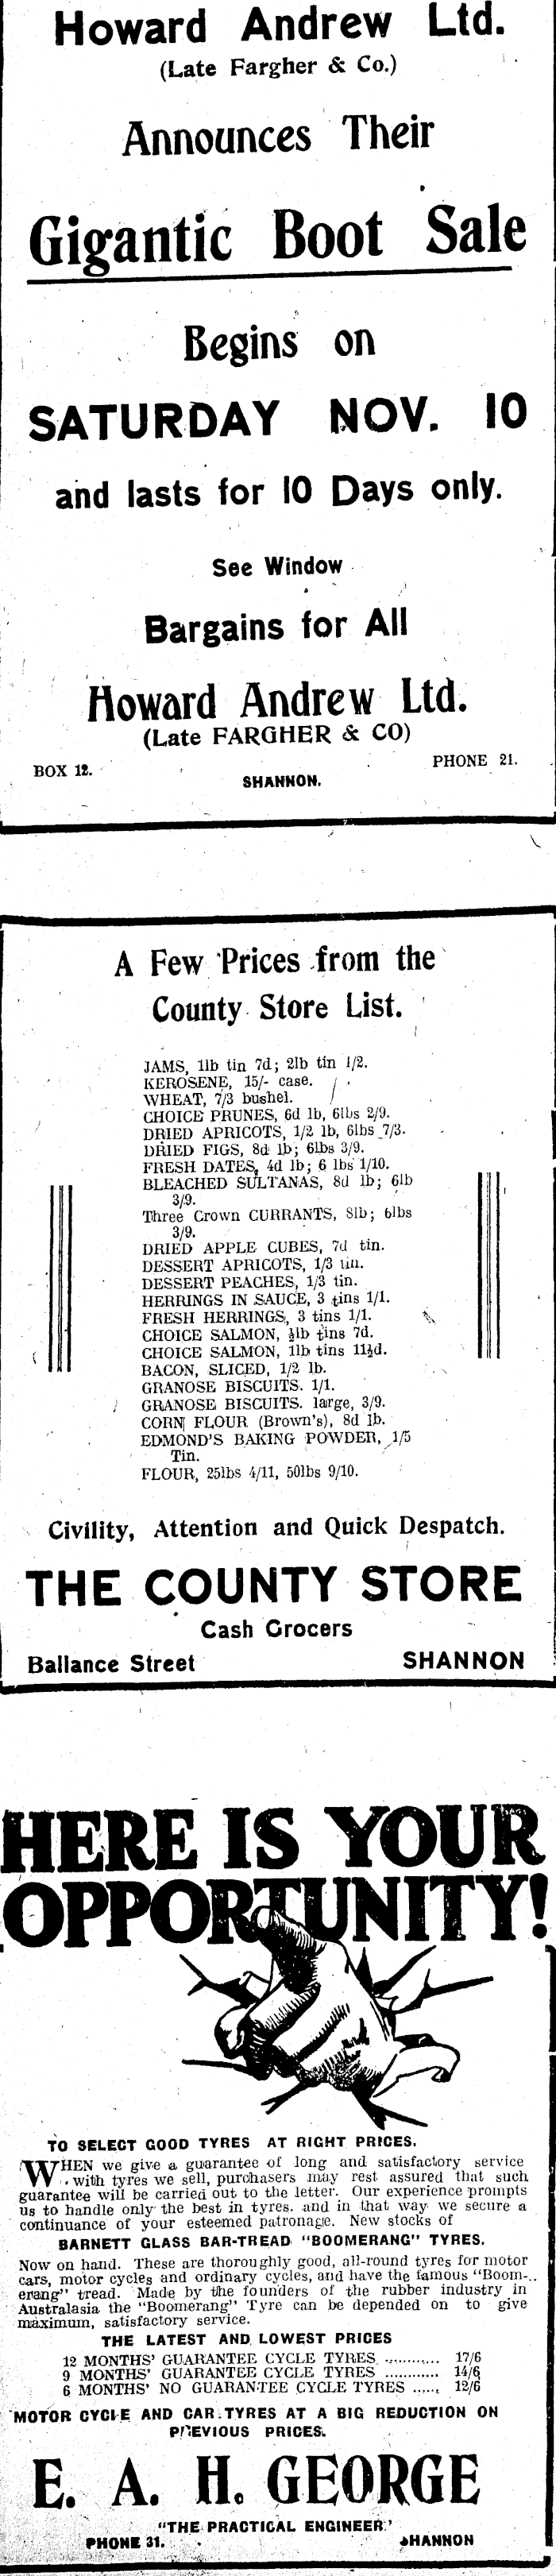 Howard Andrew Ltd.
(Late Fargher & Co.)
Announces Their
Gigantic Boot Sale
Begins on
SATURDAY NOV. 10
and lasts for 10 Days only.
See Window
Bargains for All
Howard Andrew Ltd.
(Late FARGHER & CO)
BOX 12.
PHONE 21.
SHANNON.
A Few Prices from the
County Store List.
JAMS, 1lb tin 7d; 2lb tin 1/2.
KEROSENE, 15/- case.
WHEAT, 7/3 bushel.
CHOICE PRUNES, 6d lb, 6lbs 2/9.
DRIED APRICOTS, 1/2 lb, 6lbs 7/3.
DRIED FIGS, 8d lb; 6lbs 3/9.
FRESH DATES, 4d lb; 6 lbs 1/10.
BLEACHED SULTANAS, 8d lb; 6lb
3/9.
Three Crown CURRANTS, 8lb; 6lbs
3/9.
DRIED APPLE CUBES, 7d tin.
DESSERT APRICOTS, 1/3 tin.
DESSERT PEACHES, 1/3 tin.
HERRINGS IN SAUCE, 3 tins 1/1.
FRESH HERRINGS, 3 tins 1/1.
CHOICE SALMON, ½lb tins 7d.
CHOICE SALMON, 1lb tins 11½d.
BACON, SLICED, 1/2 lb.
GRANOSE BISCUITS. 1/1.
GRANOSE BISCUITS. large, 3/9.
CORN FLOUR (Brown's), 8d lb.
EDMOND'S BAKING POWDER, 1/5
Tin.
FLOUR, 25lbs 4/11, 50lbs 9/10.
Civility, Attention and Quick Despatch.
THE COUNTY STORE
Cash Grocers
Ballance Street SHANNON
HERE IS YOUR
OPPORTUNITY!
TO SELECT GOOD TYRES AT RIGHT PRICES.
WHEN we give a guarantee of long and satisfactory service
with tyres we sell, purchasers may rest assured that such
guarantee will be carried out to the letter. Our experience prompts
us to handle only the best in tyres. and in that way we secure a
continuance of your esteemed patronage. New stocks of
BARNETT GLASS BAR-TREAD "BOOMERANG" TYRES.
Now on hand. These are thoroughly good, all-round tyres for motor
cars, motor cycles and ordinary cycles, and have the famous "Boom-
erang" tread. Made by the founders of the rubber industry in
Australasia the "Boomerang" Tyre can be depended on to give
maximum, satisfactory service.
THE LATEST AND LOWEST PRICES
12 MONTHS' GUARANTEE CYCLE TYRES ........... 17/6
9 MONTHS' GUARANTEE CYCLE TYRES ............ 14/6
6 MONTHS' NO GUARANTEE CYCLE TYRES ...... 12/6
MOTOR CYCLE AND CAR TYRES AT A BIG REDUCTION ON
PREVIOUS PRICES.
E. A. H. GEORGE
"THE PRACTICAL ENGINEER."
PHONE 31. SHANNON